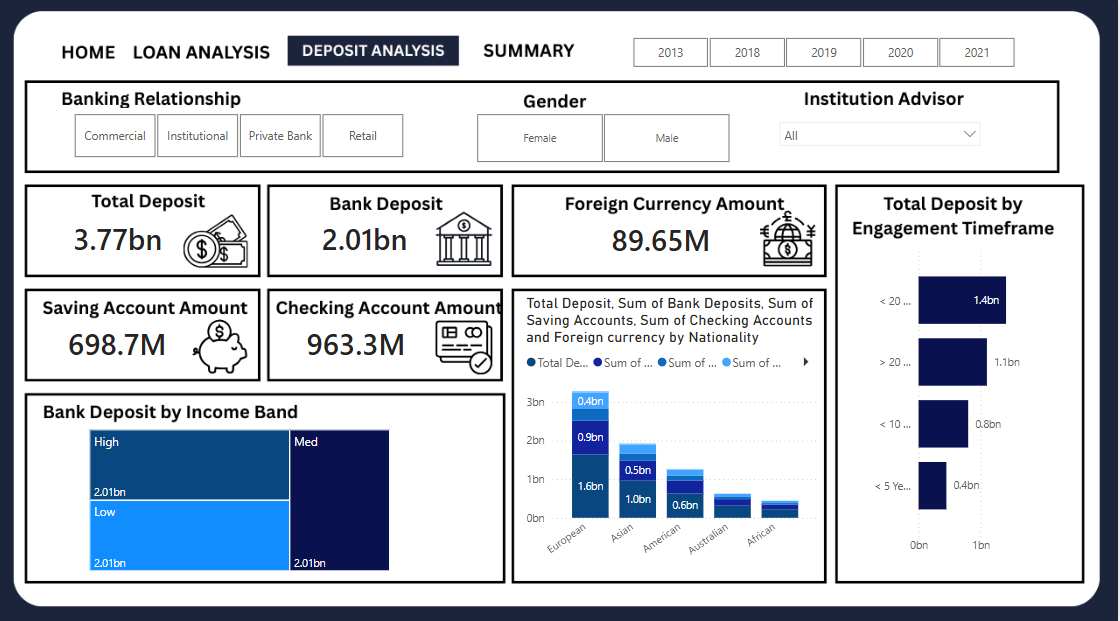 HOME
LOAN ANALYSIS
DEPOSIT ANALYSIS
SUMMARY
2013
2018
2019
2020
2021
Banking Relationship
Commercial
Institutional
Private Bank
Retail
Gender
Female
Male
Institution Advisor
All
Total Deposit
3.77bn
Bank Deposit
2.01bn
Foreign Currency Amount
89.65M
Saving Account Amount
698.7M
Checking Account Amount
963.3M
Bank Deposit by Income Band
High
2.01bn
Low
2.01bn
Med
2.01bn
Total Deposit, Sum of Bank Deposits, Sum of
Saving Accounts, Sum of Checking Accounts
and Foreign currency by Nationality
Total De...
Sum of ...
Sum of ...
Sum of ...
3bn
2bn
1bn
0bn
0.4bn
0.9bn
1.6bn
0.5bn
1.0bn
0.6bn
European
Asian
American
Australian
African
Total Deposit by
Engagement Timeframe
< 20 ...
1.4bn
> 20 ...
1.1bn
< 10 ...
0.8bn
< 5 Ye...
0.4bn
0bn
1bn